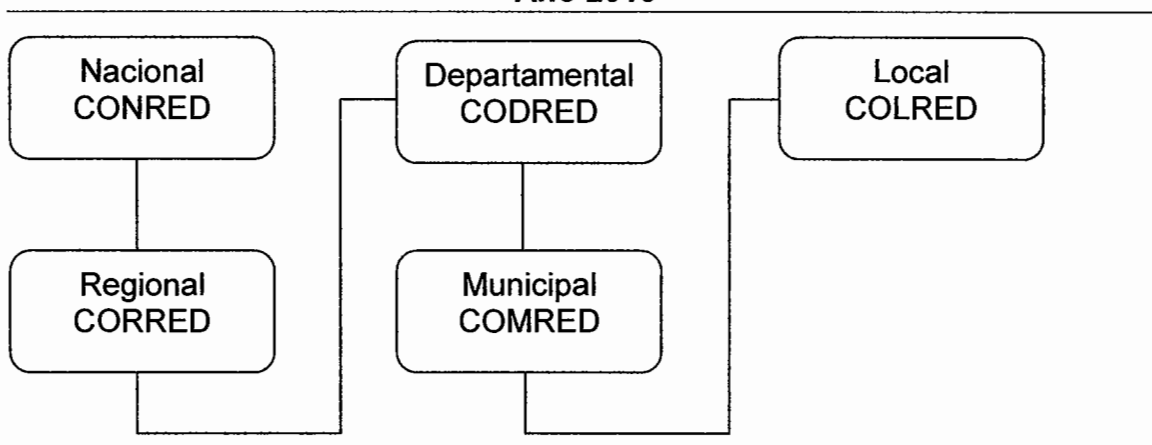 Nacional
CONRED
Regional
CORRED
Departamental
CODRED
Municipal
COMRED
Local
COLRED